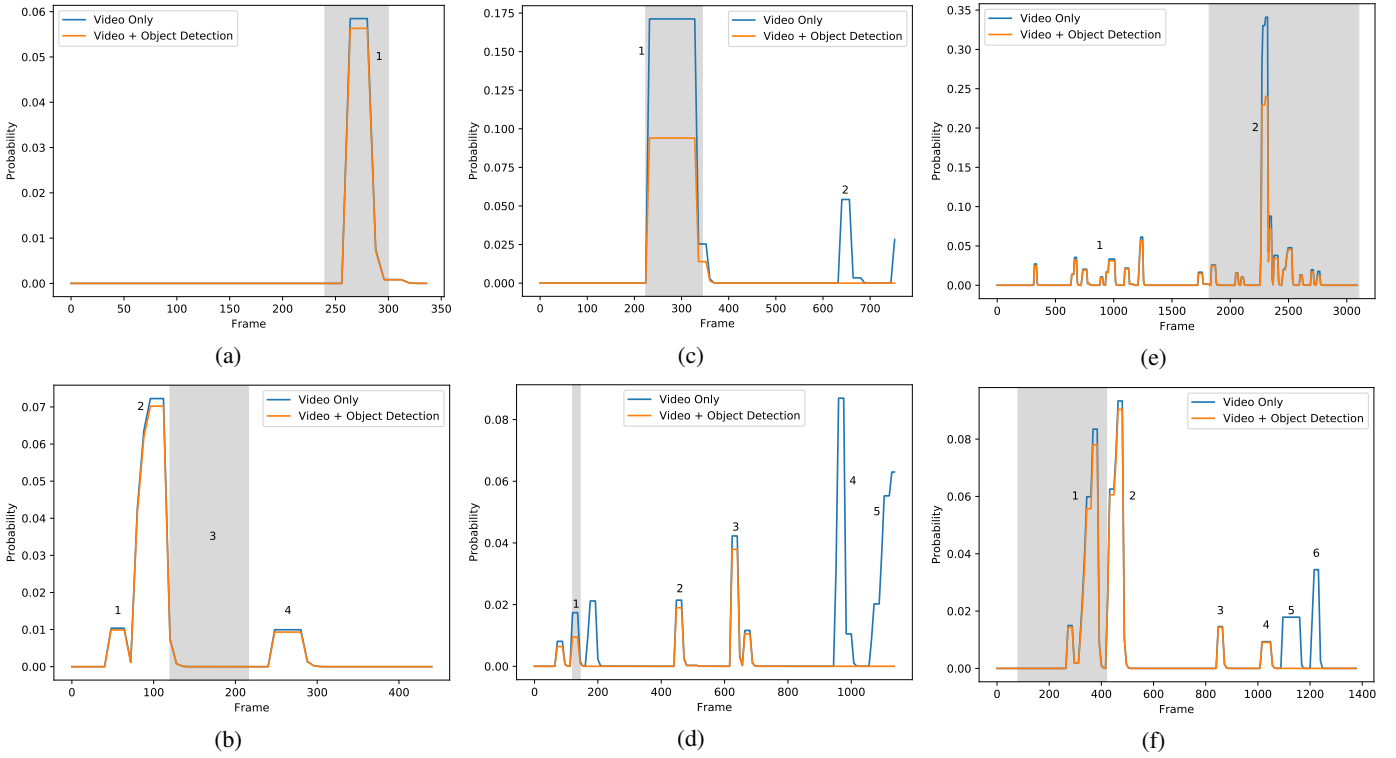 0.06
0.05
0.04
0.03
0.02
0.01
0.00
Probability
Video Only
Video + Object Detection
1
0 50 100 150 200 250 300 350
Frame
(a)
0.175
0.150
0.125
0.100
0.075
0.050
0.025
0.000
Probability
Video Only
Video + Object Detection
1
2
0 100 200 300 400 500 600 700
Frame
(c)
0.35
0.30
0.25
0.20
0.15
0.10
0.05
0.00
Probability
Video Only
Video + Object Detection
1
2
0 500 1000 1500 2000 2500 3000
Frame
(e)
0.07
0.06
0.05
0.04
0.03
0.02
0.01
0.00
Probability
Video Only
Video + Object Detection
1
2
3
4
0 100 200 300 400
Frame
(b)
0.08
0.06
0.04
0.02
0.00
Probability
Video Only
Video + Object Detection
1
2
3
4
5
0 200 400 600 800 1000
Frame
(d)
0.08
0.06
0.04
0.02
0.00
Probability
Video Only
Video + Object Detection
1
2
3
4
5
6
0 200 400 600 800 1000 1200 1400
Frame
(f)